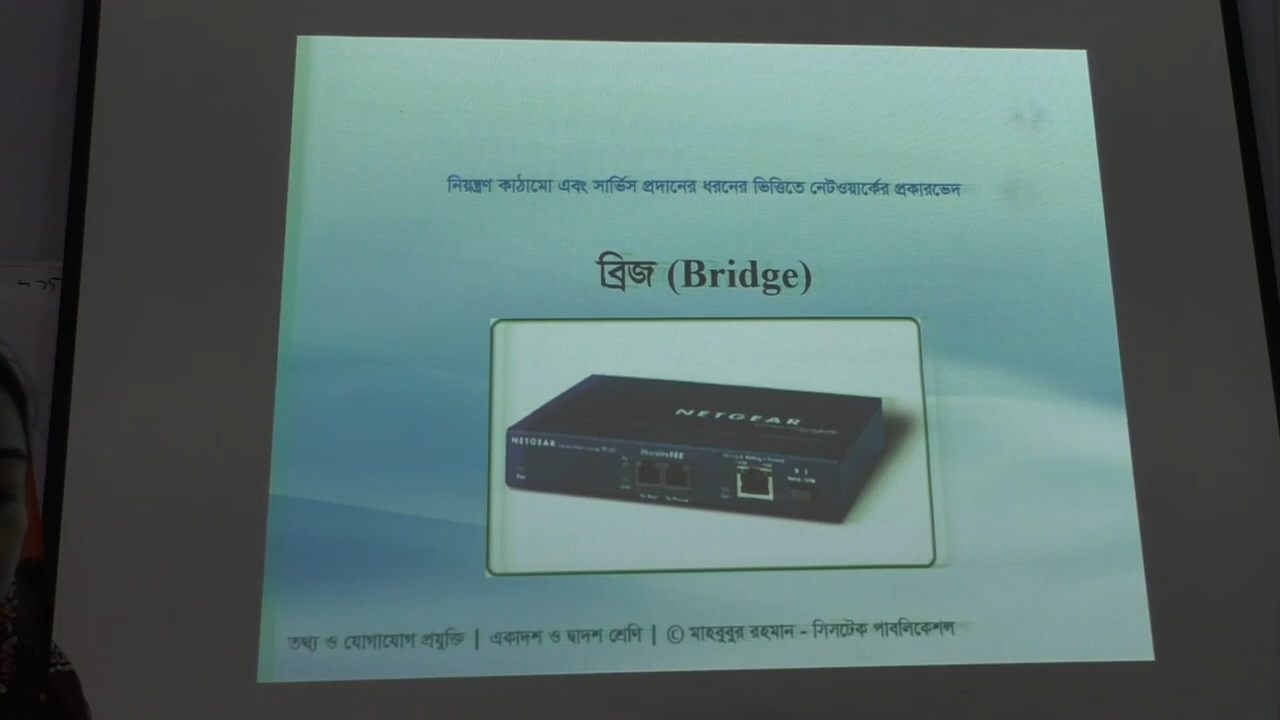 নিয়ন্ত্রণ কাঠামো এবং সার্ভিস প্রদানের ধরনের ভিত্তিতে নেটওয়ার্কের প্রকারভেদ
ব্রিজ (Bridge)
NETGEAR
NETGEAR
তথ্য ও যোগাযোগ প্রযুক্তি | একাদশ ও দ্বাদশ শ্রেণি | © মাহবুবুর রহমান - সিসটেক পাবলিকেশন্স